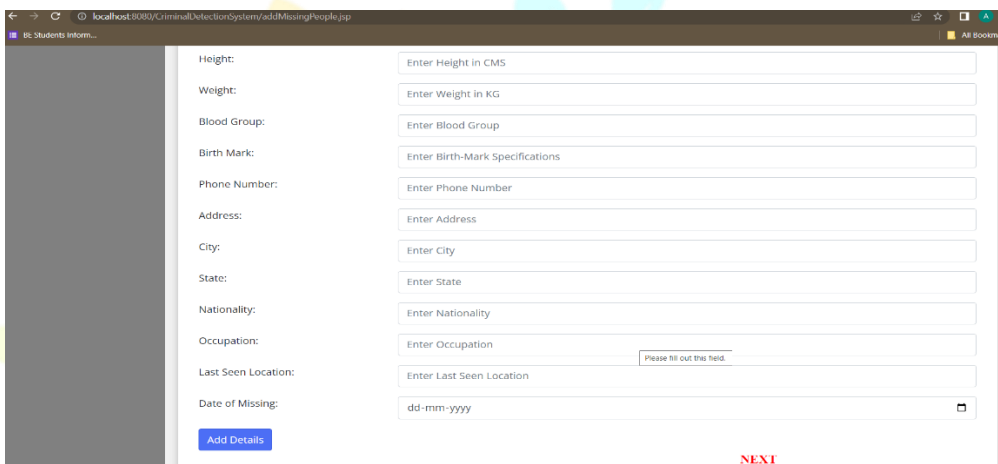 localhost:8080/CriminalDetectionSystem/addMissingPeople.jsp
A
BE Students Inform...
All Bookm
Height: Enter Height in CMS
Weight: Enter Weight in KG
Blood Group: Enter Blood Group
Birth Mark: Enter Birth-Mark Specifications
Phone Number: Enter Phone Number
Address: Enter Address
City: Enter City
State: Enter State
Nationality: Enter Nationality
Occupation: Enter Occupation
Please fill out this field.
Last Seen Location: Enter Last Seen Location
Date of Missing: dd-mm-yyyy
Add Details
NEXT